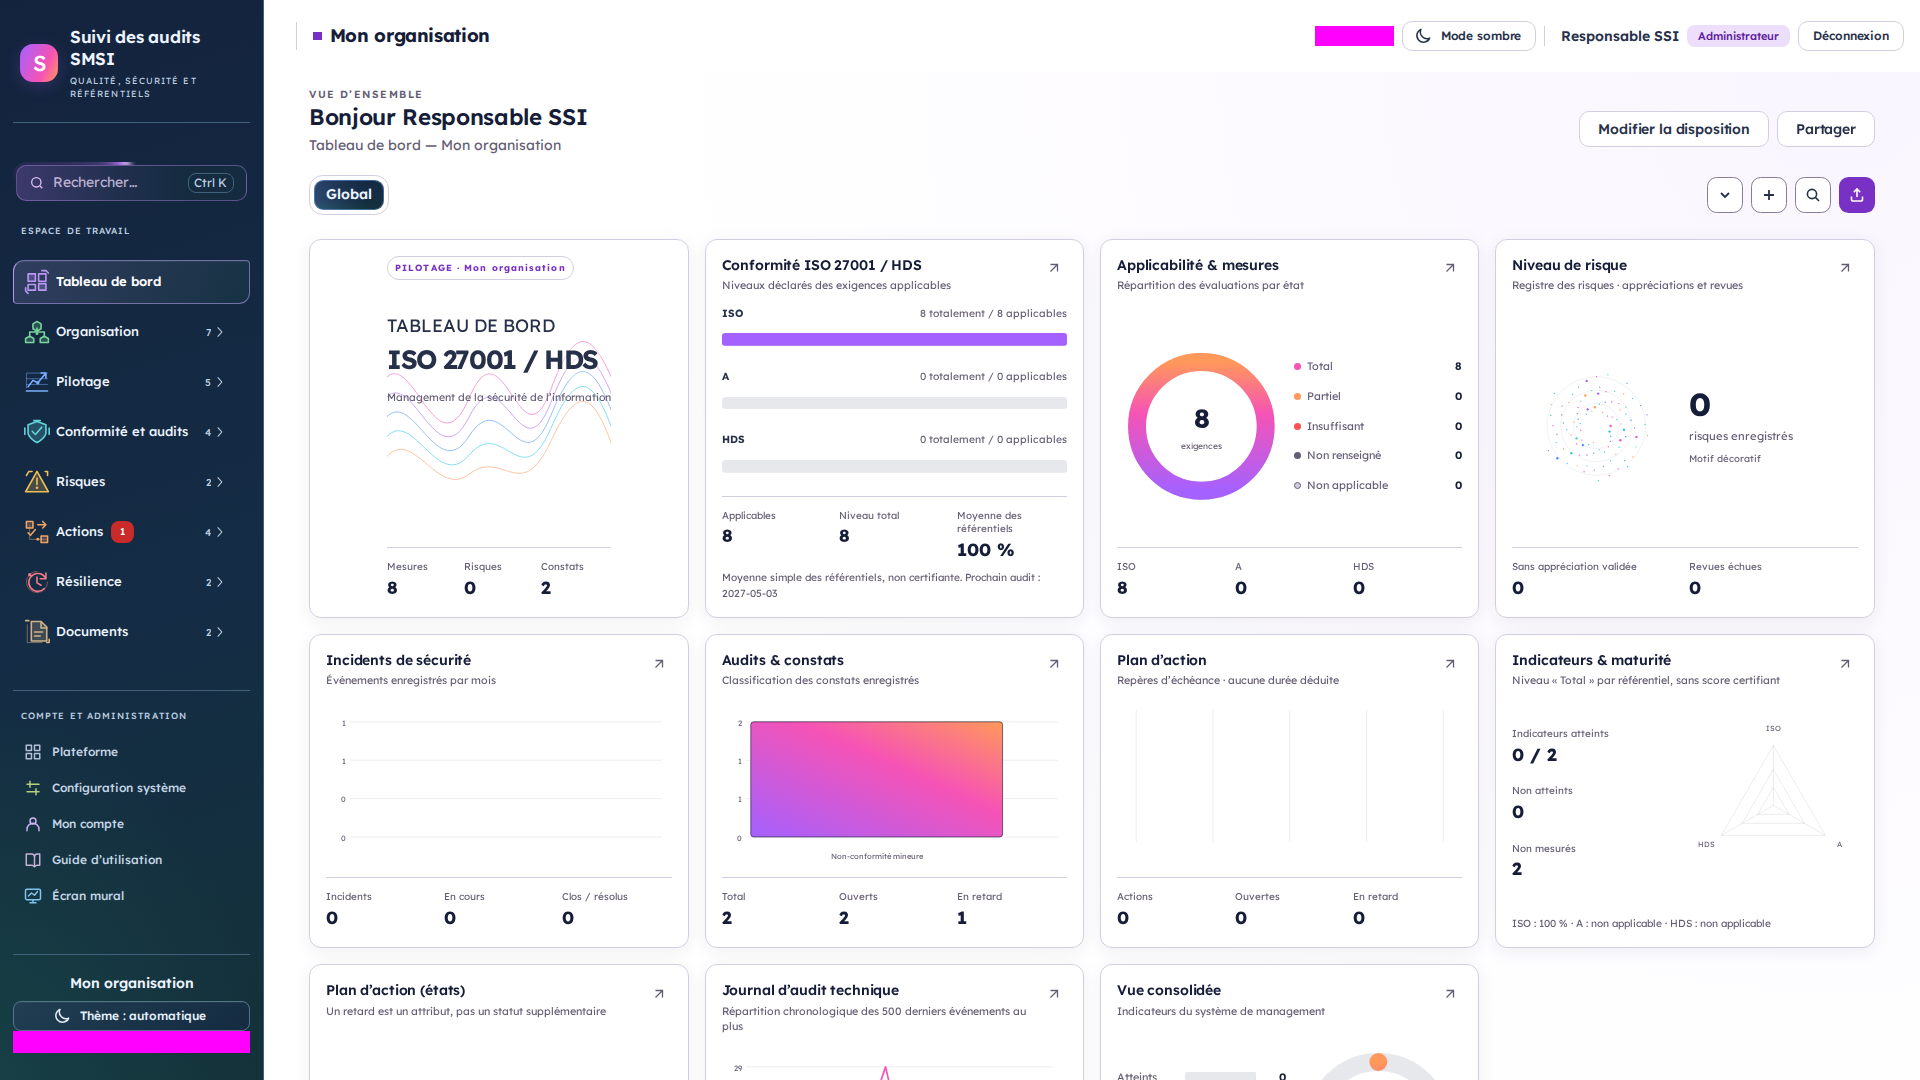 S
Suivi des audits
SMSI
QUALITÉ, SÉCURITÉ ET
RÉFÉRENTIELS
Rechercher…
Ctrl K
ESPACE DE TRAVAIL
Tableau de bord
Organisation 7
Pilotage 5
Conformité et audits 4
Risques 2
Actions 1 4
Résilience 2
Documents 2
COMPTE ET ADMINISTRATION
Plateforme
Configuration système
Mon compte
Guide d’utilisation
Écran mural
Mon organisation
Thème : automatique
Mon organisation
Mode sombre
Responsable SSI
Administrateur
Déconnexion
VUE D’ENSEMBLE
Bonjour Responsable SSI
Tableau de bord — Mon organisation
Modifier la disposition
Partager
Global
PILOTAGE · Mon organisation
TABLEAU DE BORD
ISO 27001 / HDS
Management de la sécurité de l’information
Mesures Risques Constats
8 0 2
Conformité ISO 27001 / HDS
Niveaux déclarés des exigences applicables
ISO 8 totalement / 8 applicables
A 0 totalement / 0 applicables
HDS 0 totalement / 0 applicables
Applicables Niveau total Moyenne des
référentiels
8 8 100 %
Moyenne simple des référentiels, non certifiante. Prochain audit :
2027-05-03
Applicabilité & mesures
Répartition des évaluations par état
8
exigences
Total 8
Partiel 0
Insuffisant 0
Non renseigné 0
Non applicable 0
ISO A HDS
8 0 0
Niveau de risque
Registre des risques · appréciations et revues
0
risques enregistrés
Motif décoratif
Sans appréciation validée Revues échues
0 0
Incidents de sécurité
Événements enregistrés par mois
1
1
0
0
Incidents En cours Clos / résolus
0 0 0
Audits & constats
Classification des constats enregistrés
2
1
1
0
Non-conformité mineure
Total Ouverts En retard
2 2 1
Plan d’action
Repères d’échéance · aucune durée déduite
Actions Ouvertes En retard
0 0 0
Indicateurs & maturité
Niveau « Total » par référentiel, sans score certifiant
Indicateurs atteints
0 / 2
Non atteints
0
Non mesurés
2
ISO
HDS
A
ISO : 100 % · A : non applicable · HDS : non applicable
Plan d’action (états)
Un retard est un attribut, pas un statut supplémentaire
Journal d’audit technique
Répartition chronologique des 500 derniers événements au
plus
29
Vue consolidée
Indicateurs du système de management
Atteints 0